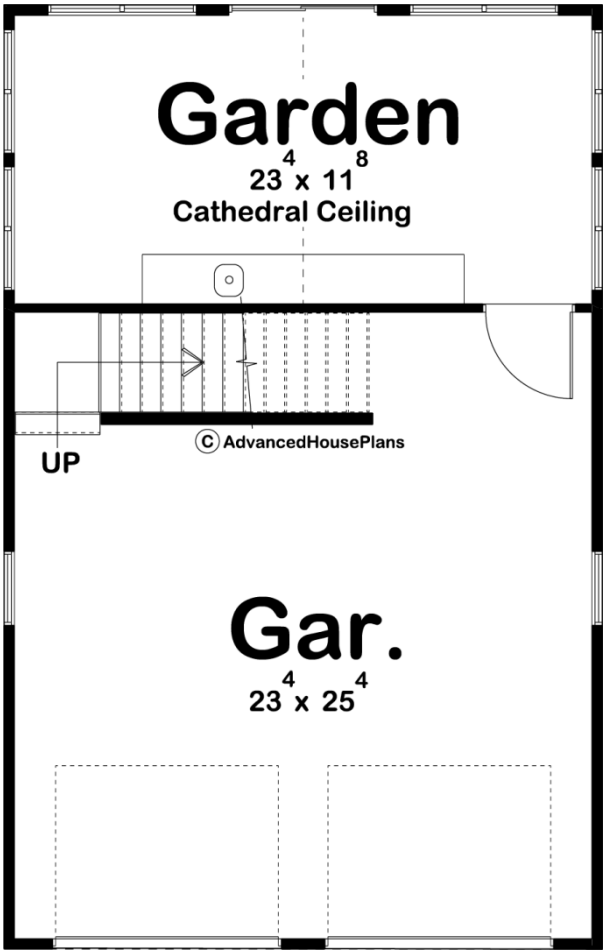 Garden
23⁴ x 11⁸
Cathedral Ceiling
UP
© AdvancedHousePlans
Gar.
23⁴ x 25⁴